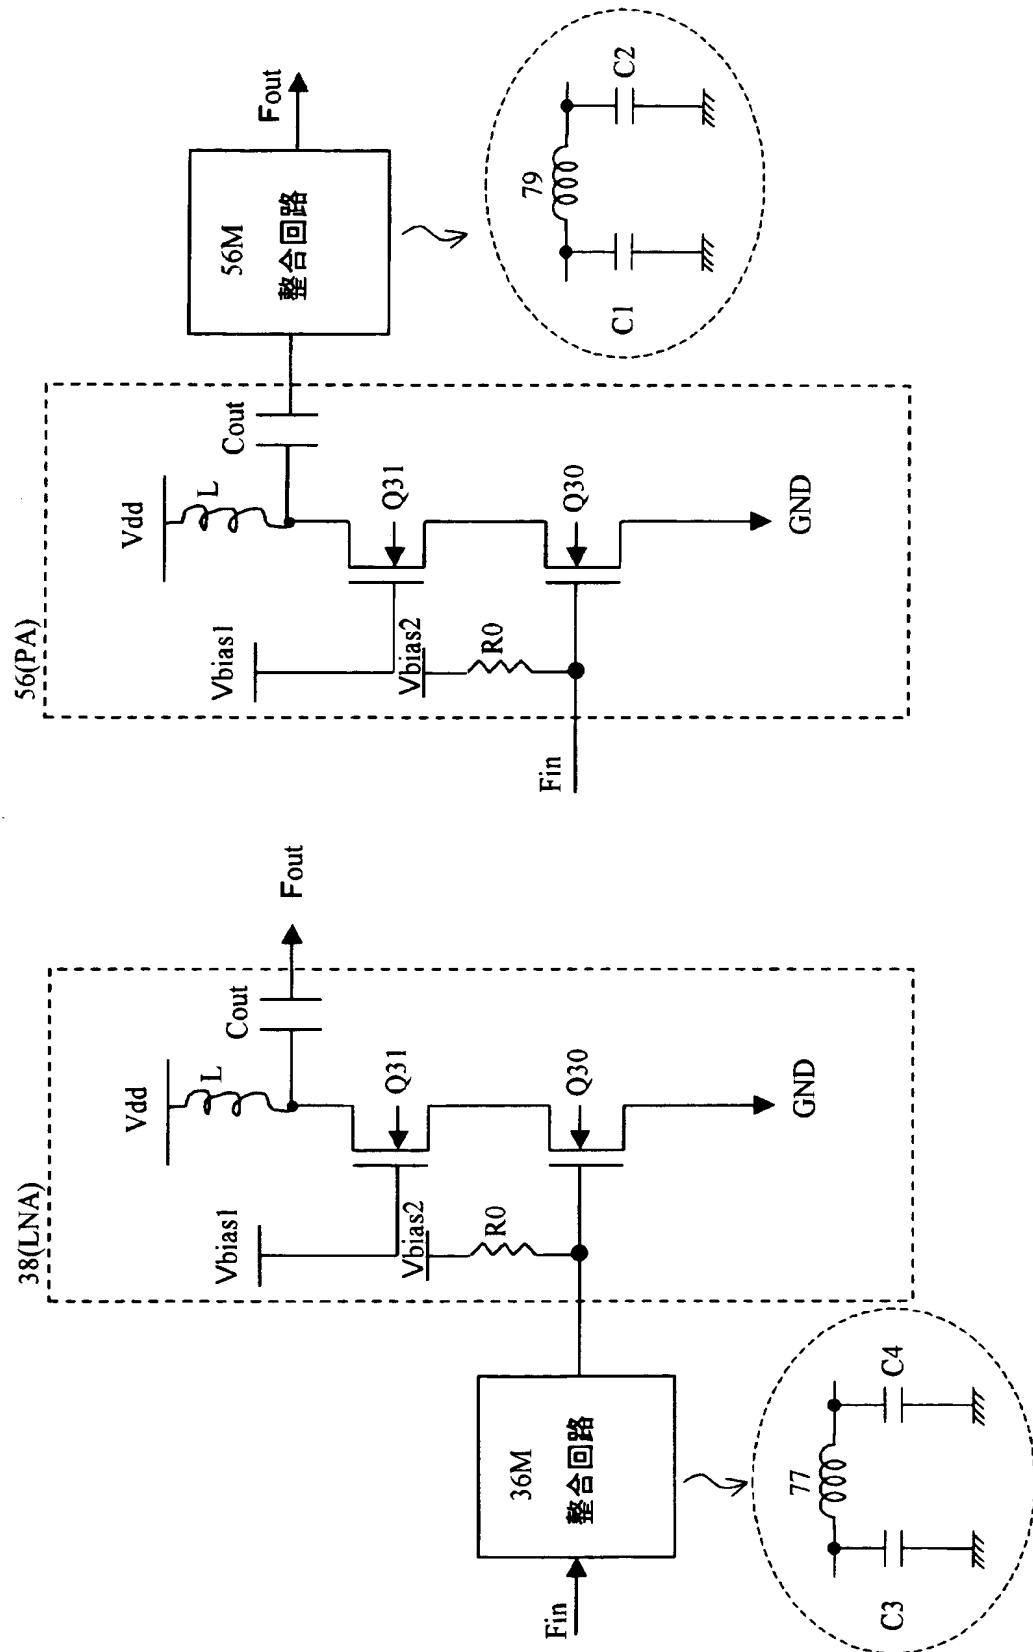 38(LNA)
Vdd
L
Cout
Fout
Vbias1
Q31
Vbias2
R0
Q30
GND
Fin
36M
整合回路
77
C3
C4
56(PA)
Vdd
L
Cout
56M
整合回路
Fout
Vbias1
Q31
Vbias2
R0
Q30
GND
Fin
79
C1
C2